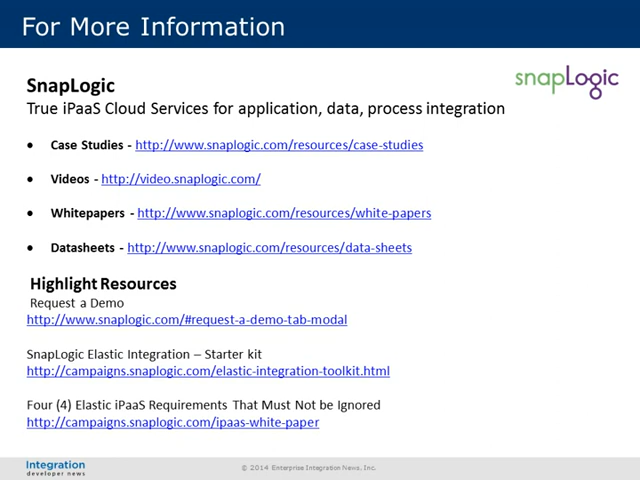 For More Information
SnapLogic
snapLogic
True iPaaS Cloud Services for application, data, process integration
• Case Studies - http://www.snaplogic.com/resources/case-studies
• Videos - http://video.snaplogic.com/
• Whitepapers - http://www.snaplogic.com/resources/white-papers
• Datasheets - http://www.snaplogic.com/resources/data-sheets
Highlight Resources
Request a Demo
http://www.snaplogic.com/#request-a-demo-tab-modal
SnapLogic Elastic Integration – Starter kit
http://campaigns.snaplogic.com/elastic-integration-toolkit.html
Four (4) Elastic iPaaS Requirements That Must Not be Ignored
http://campaigns.snaplogic.com/ipaas-white-paper
Integration
developer news
© 2014 Enterprise Integration News, Inc.